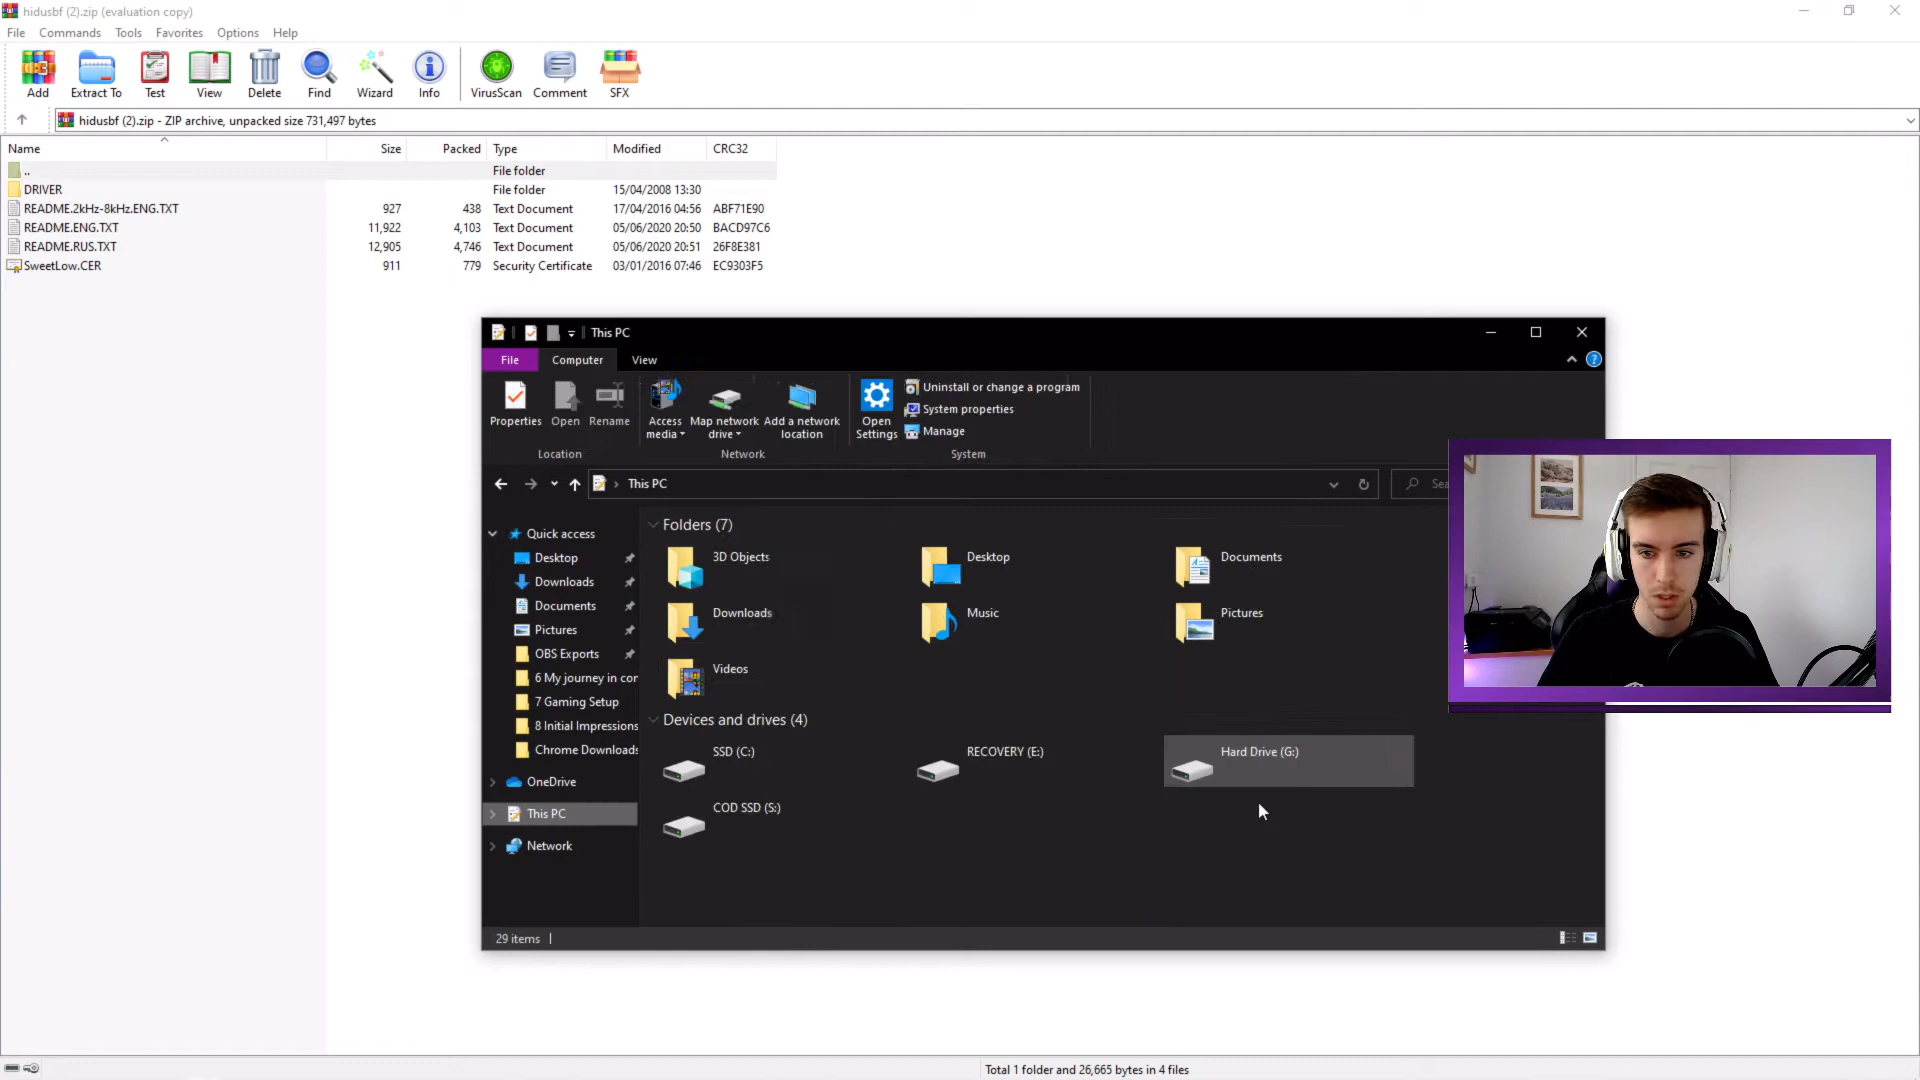 hidusbf (2).zip (evaluation copy)
File Commands Tools Favorites Options Help
Add Extract To Test View Delete Find Wizard Info VirusScan Comment SFX
hidusbf (2).zip - ZIP archive, unpacked size 731,497 bytes
Name Size Packed Type Modified CRC32
.. File folder
DRIVER File folder 15/04/2008 13:30
README.2kHz-8kHz.ENG.TXT 927 438 Text Document 17/04/2016 04:56 ABF71E90
README.ENG.TXT 11,922 4,103 Text Document 05/06/2020 20:50 BACD97C6
README.RUS.TXT 12,905 4,746 Text Document 05/06/2020 20:51 26F8E381
SweetLow.CER 911 779 Security Certificate 03/01/2016 07:46 EC9303F5
This PC
File Computer View
Properties Open Rename
Access media
Map network drive
Add a network location
Open Settings
Uninstall or change a program
System properties
Manage
Location Network System
This PC
Sea
Quick access
Desktop
Downloads
Documents
Pictures
OBS Exports
6 My journey in cor
7 Gaming Setup
8 Initial Impressions
Chrome Downloads
OneDrive
This PC
Network
Folders (7)
3D Objects Desktop Documents
Downloads Music Pictures
Videos
Devices and drives (4)
SSD (C:) RECOVERY (E:) Hard Drive (G:)
COD SSD (S:)
29 items
Total 1 folder and 26,665 bytes in 4 files